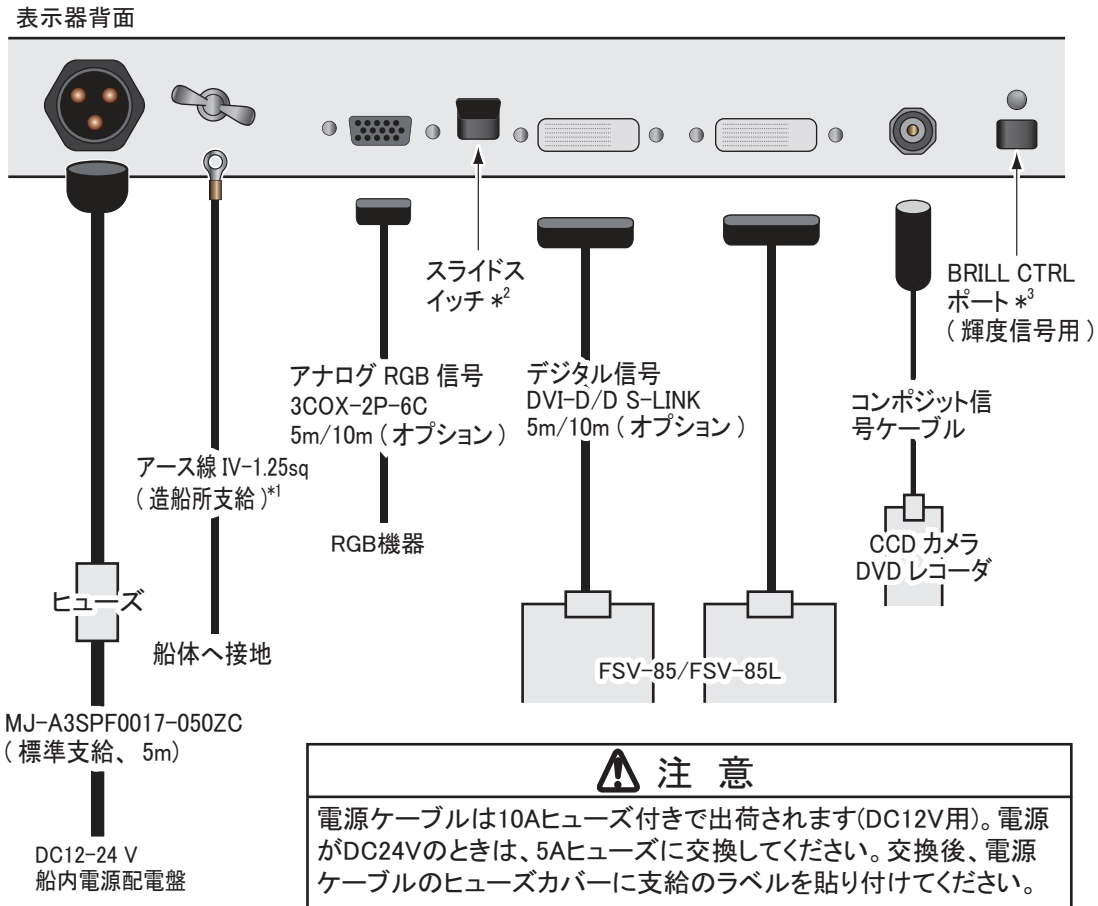 表示器背面
スライドス
イッチ *2
BRILL CTRL
ポート *3
( 輝度信号用 )
アナログ RGB 信号
3COX-2P-6C
5m/10m ( オプション )
デジタル信号
DVI-D/D S-LINK
5m/10m ( オプション )
コンポジット信
号ケーブル
アース線 IV-1.25sq
( 造船所支給 )*1
RGB機器
CCD カメラ
DVD レコーダ
ヒューズ
船体へ接地
FSV-85/FSV-85L
MJ-A3SPF0017-050ZC
( 標準支給、 5m)
DC12-24 V
船内電源配電盤
注 意
電源ケーブルは10Aヒューズ付きで出荷されます(DC12V用)。電源
がDC24Vのときは、5Aヒューズに交換してください。交換後、電源
ケーブルのヒューズカバーに支給のラベルを貼り付けてください。